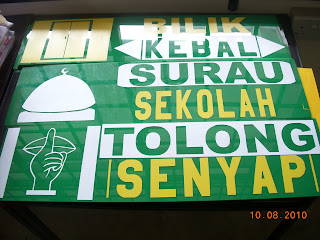 BILIK
KEBAL
SURAU
SEKOLAH
TOLONG
SENYAP
10.08.2010